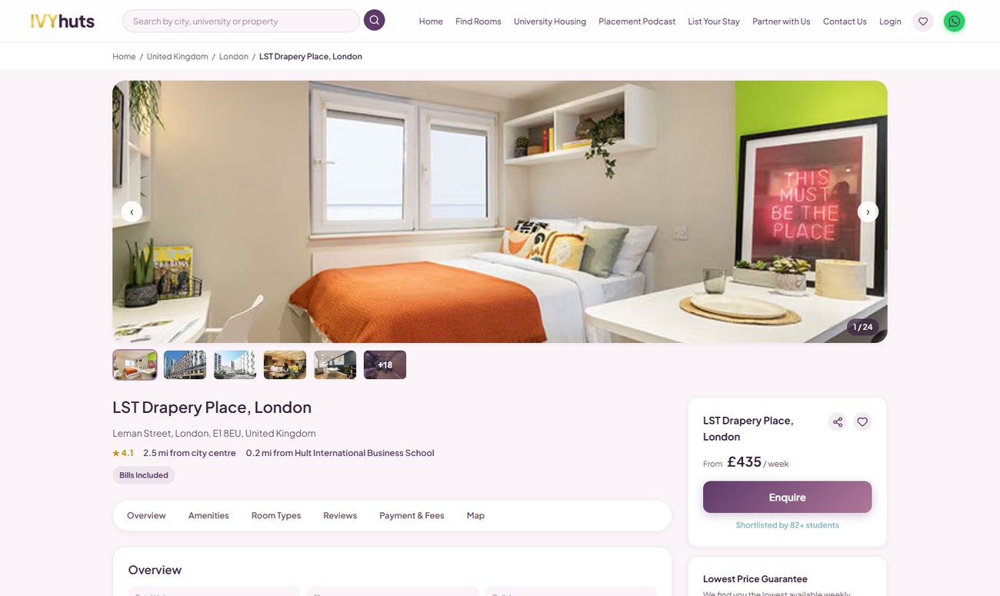 IVYhuts
Search by city, university or property
Home
Find Rooms
University Housing
Placement Podcast
List Your Stay
Partner with Us
Contact Us
Login
Home / United Kingdom / London / LST Drapery Place, London
THIS
MUST
BE THE
PLACE
‹
›
1 / 24
+18
LST Drapery Place, London
Leman Street, London, E1 8EU, United Kingdom
★ 4.1 2.5 mi from city centre 0.2 mi from Hult International Business School
Bills Included
Overview
Amenities
Room Types
Reviews
Payment & Fees
Map
Overview
LST Drapery Place,
London
From £435 / week
Enquire
Shortlisted by 82+ students
Lowest Price Guarantee
We find you the lowest available weekly